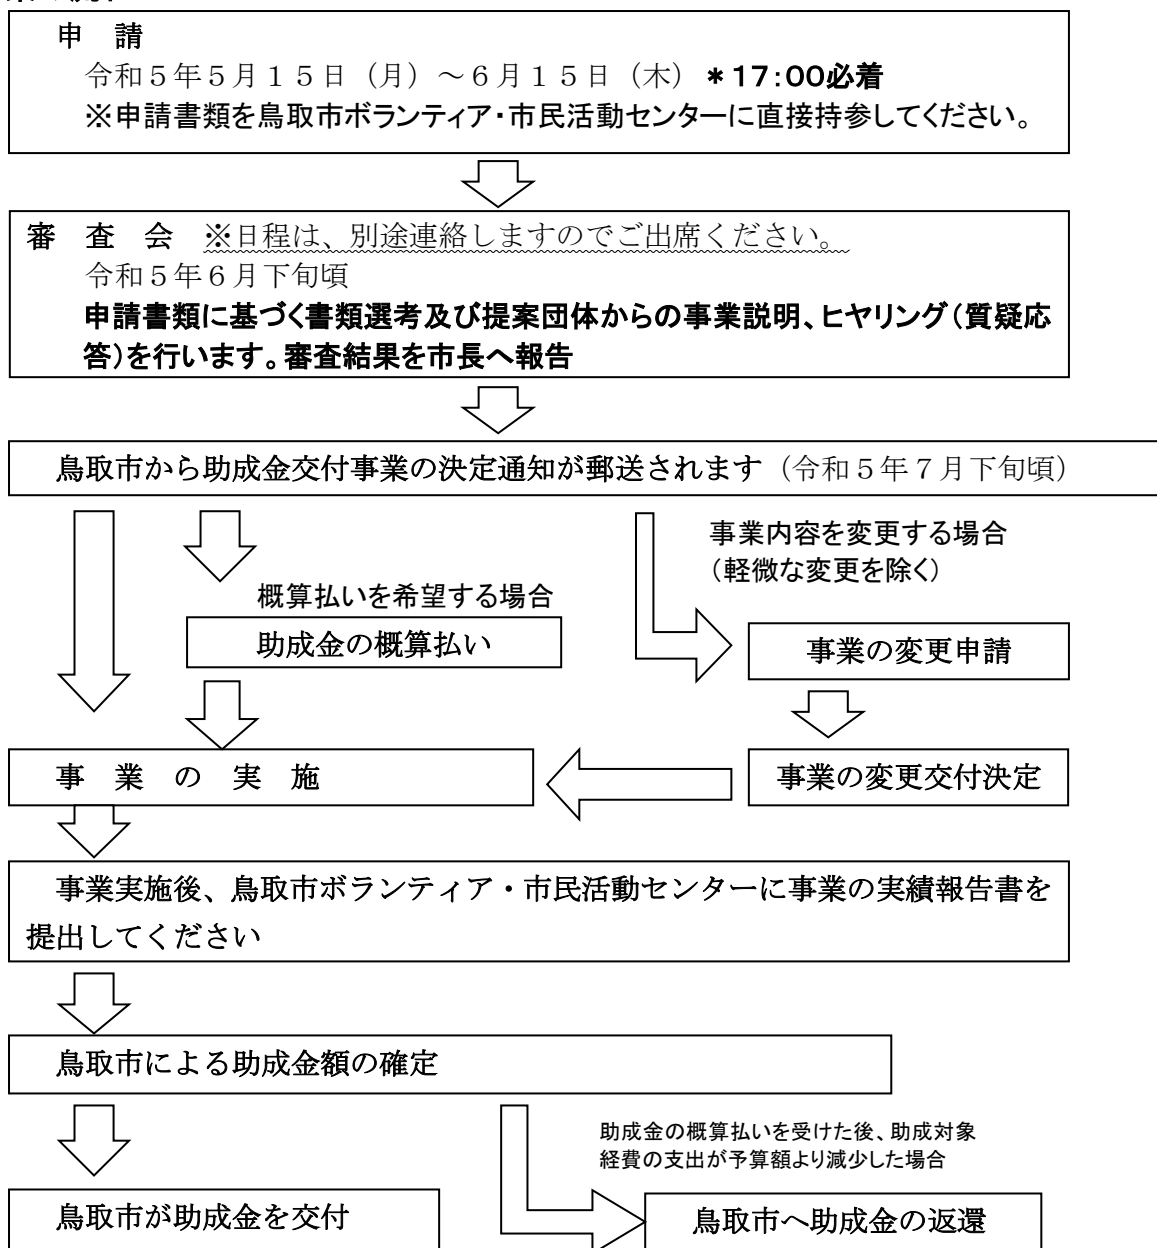 申　請
令和５年５月１５日（月）～６月１５日（木）＊17：00必着
※申請書類を鳥取市ボランティア・市民活動センターに直接持参してください。
審　査　会　※日程は、別途連絡しますのでご出席ください。
令和５年６月下旬頃
申請書類に基づく書類選考及び提案団体からの事業説明、ヒヤリング（質疑応
答）を行います。審査結果を市長へ報告
鳥取市から助成金交付事業の決定通知が郵送されます（令和５年７月下旬頃）
事業内容を変更する場合
（軽微な変更を除く）
概算払いを希望する場合
助成金の概算払い
事業の変更申請
事　業　の　実　施
事業の変更交付決定
事業実施後、鳥取市ボランティア・市民活動センターに事業の実績報告書を
提出してください
鳥取市による助成金額の確定
助成金の概算払いを受けた後、助成対象
経費の支出が予算額より減少した場合
鳥取市が助成金を交付
鳥取市へ助成金の返還